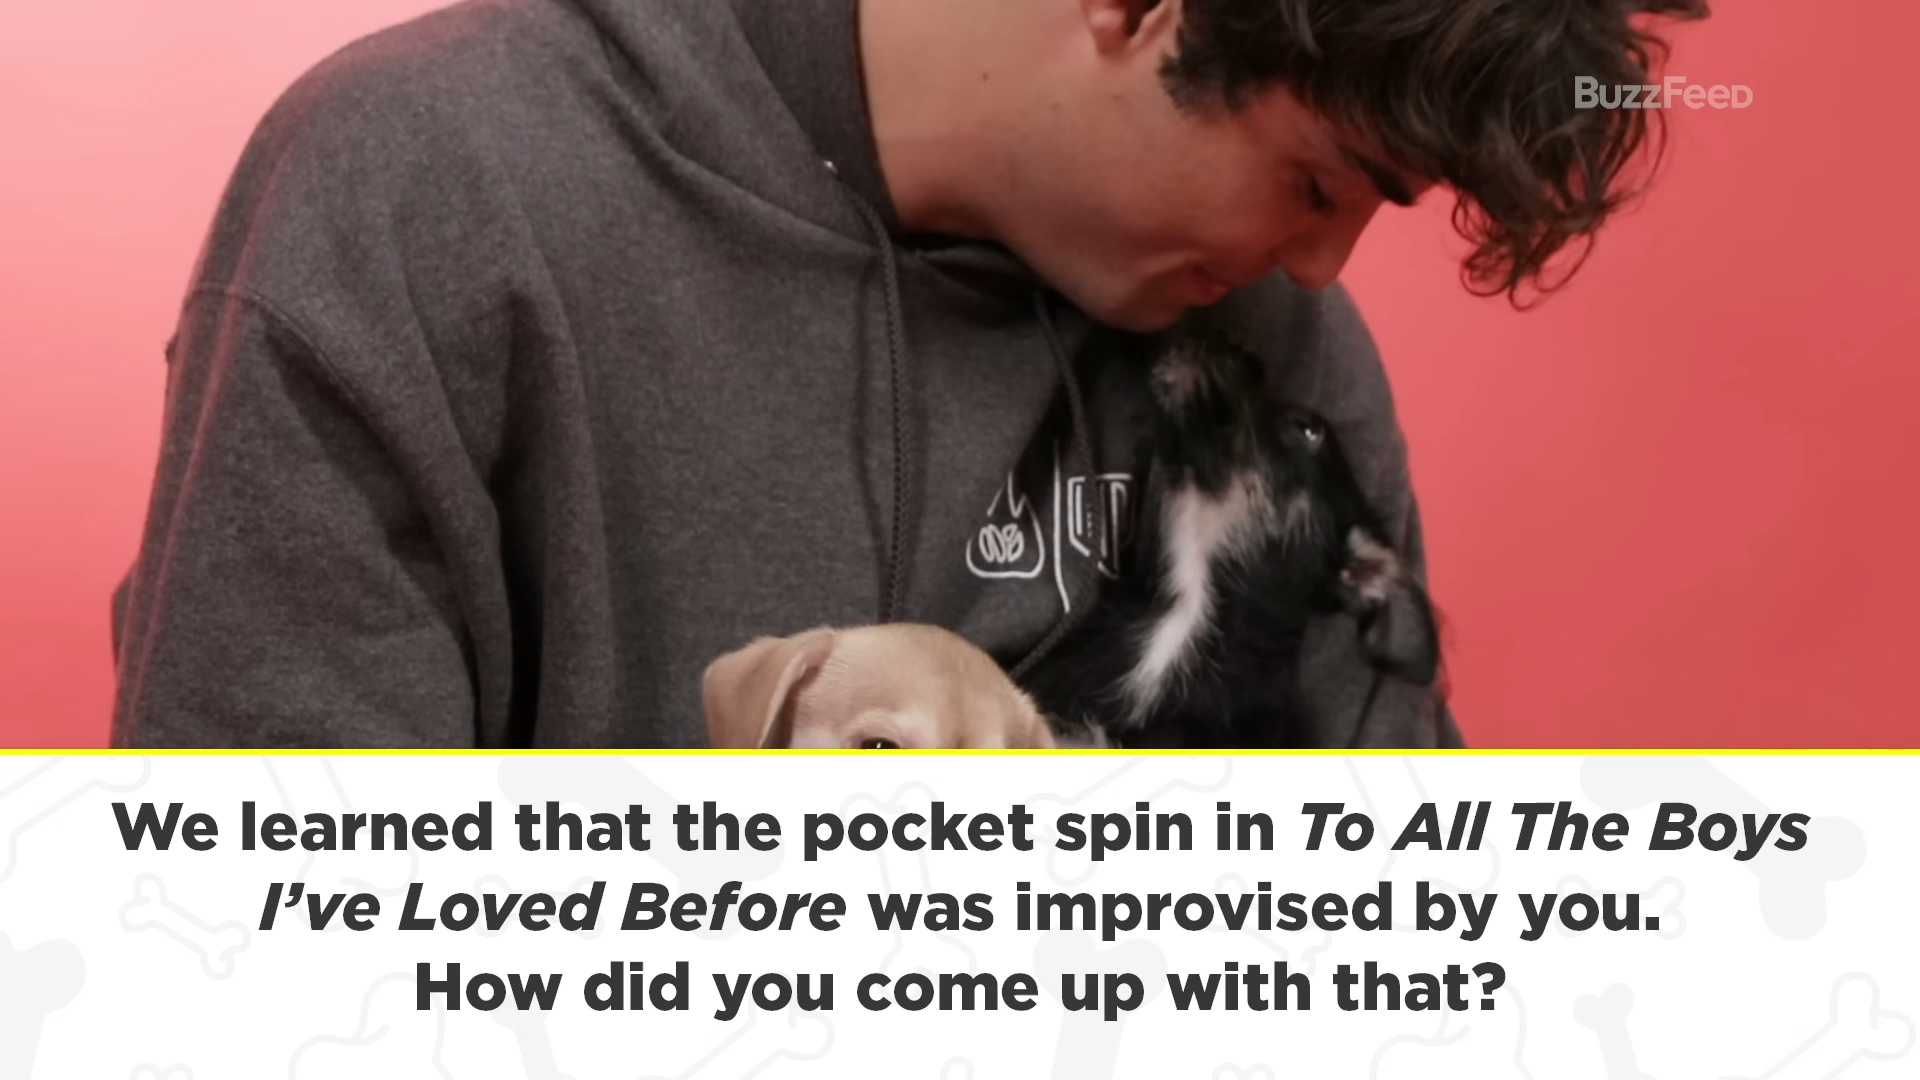 BuzzFeed
We learned that the pocket spin in To All The Boys
I’ve Loved Before was improvised by you.
How did you come up with that?